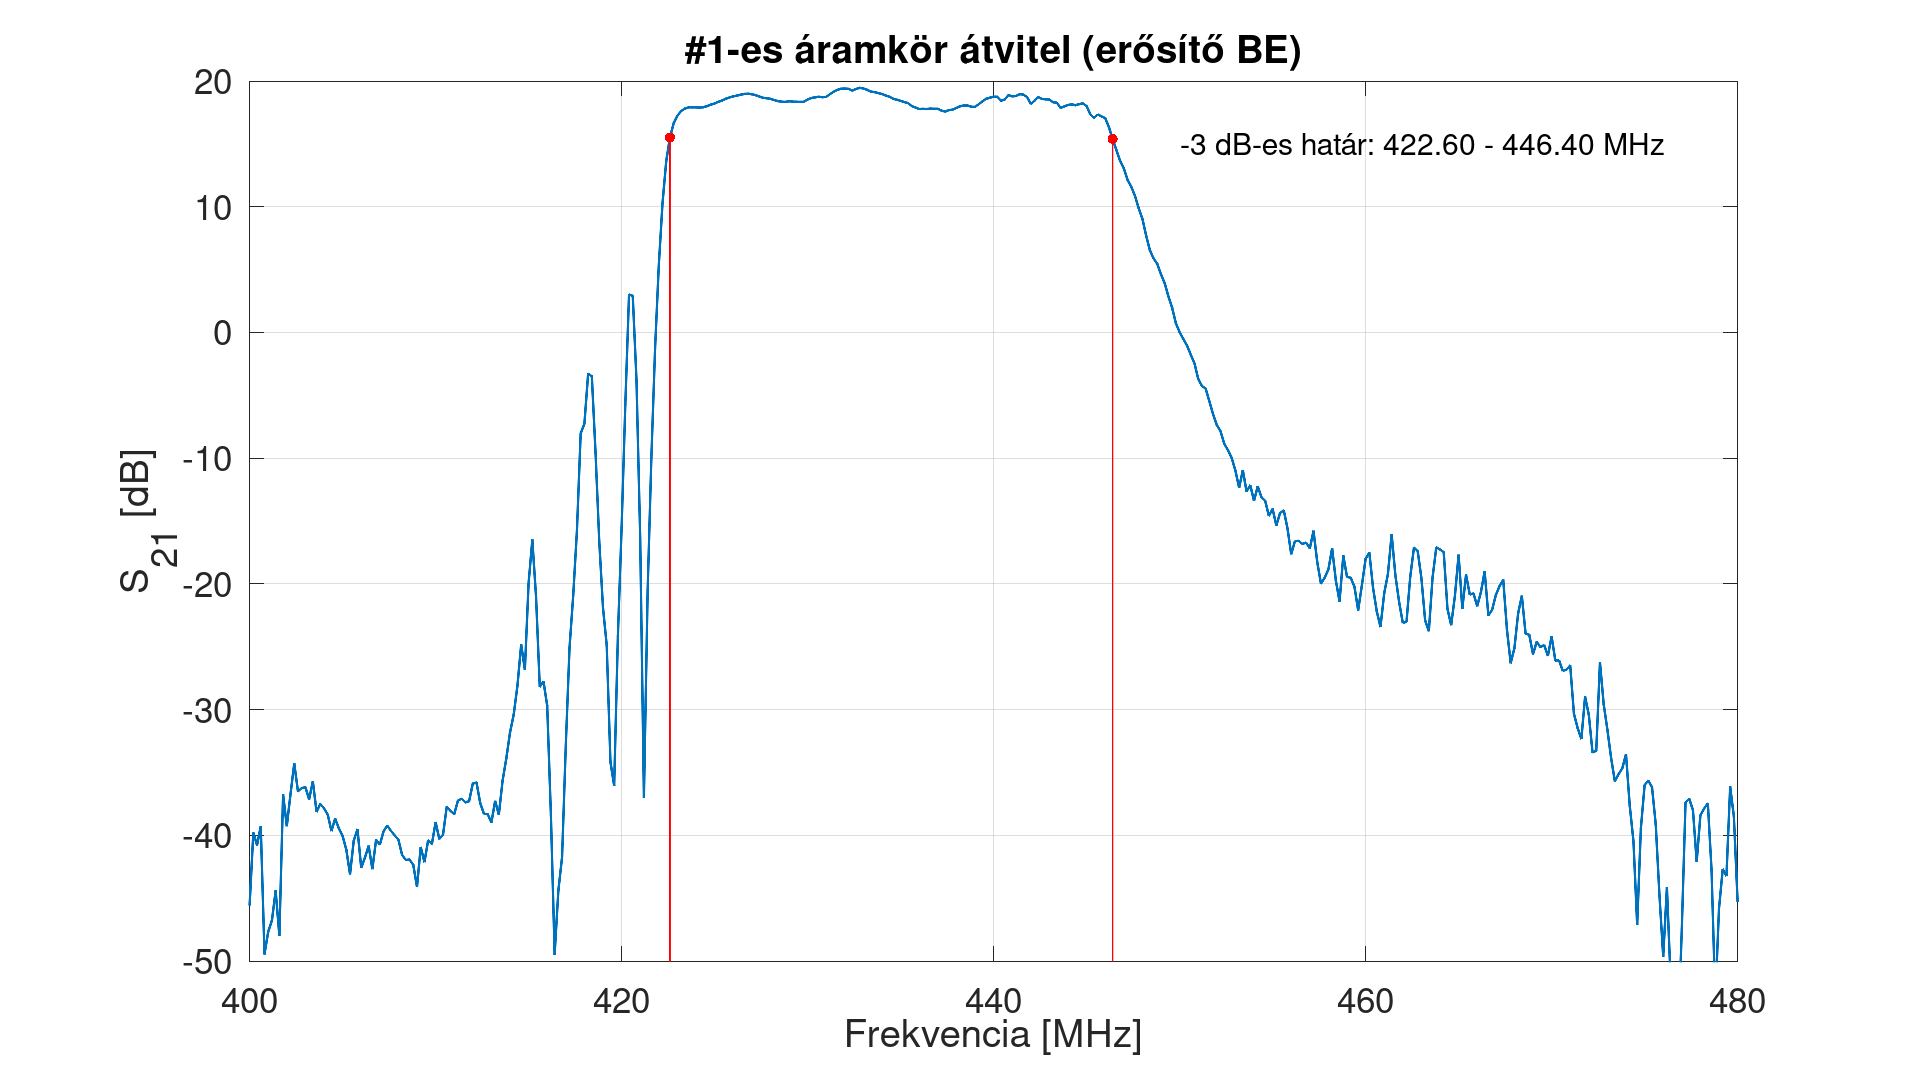 #1-es áramkör átvitel (erősítő BE)
20
-3 dB-es határ: 422.60 - 446.40 MHz
10
0
-10
S21 [dB]
-20
-30
-40
-50
400 420 440 460 480
Frekvencia [MHz]